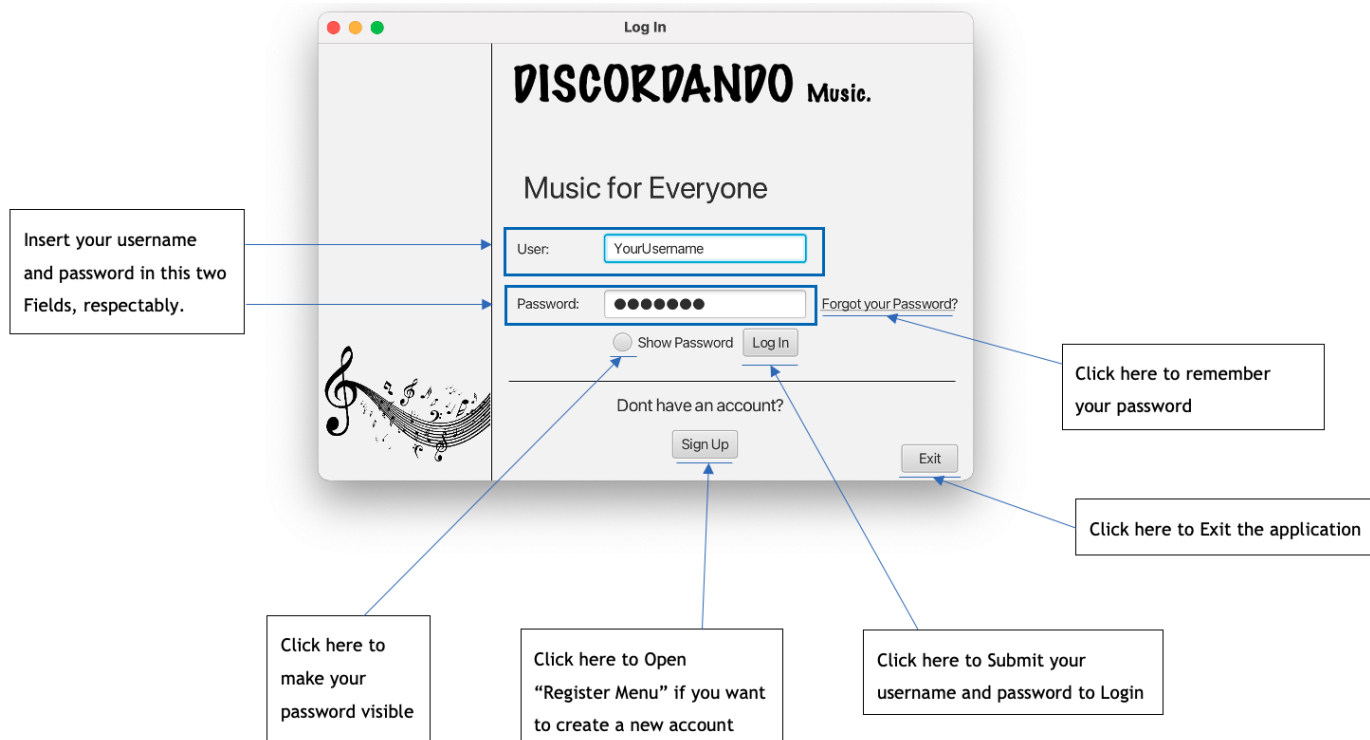 Log In
DISCORDANDO Music.
Music for Everyone
Insert your username
and password in this two
Fields, respectably.
User:
YourUsername
Password:
Forgot your Password?
Show Password
Log In
Click here to remember
your password
Dont have an account?
Sign Up
Exit
Click here to Exit the application
Click here to
make your
password visible
Click here to Open
“Register Menu” if you want
to create a new account
Click here to Submit your
username and password to Login